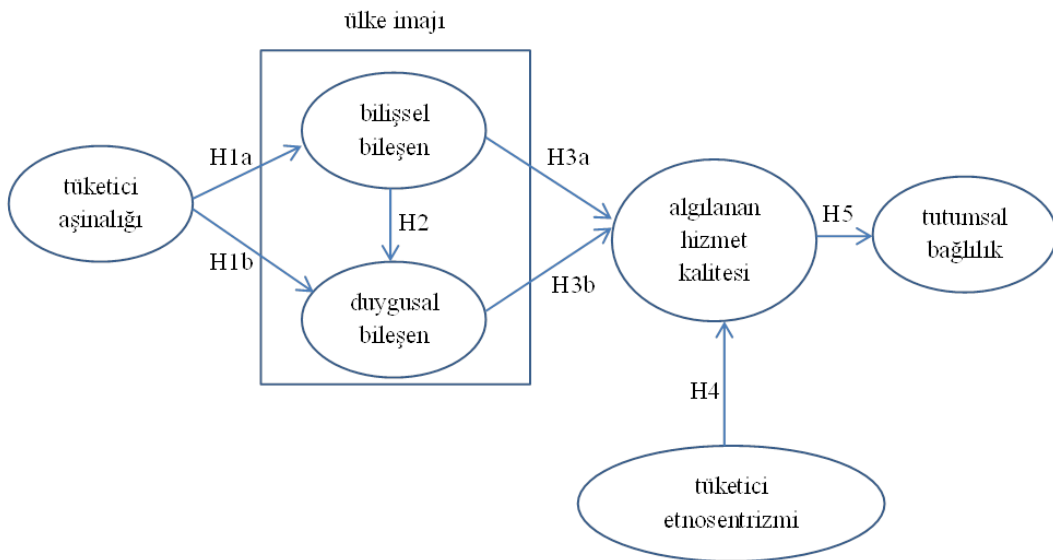 ülke imajı
bilişsel
bileşen
H1a
H3a
tüketici
aşinalığı
algılanan
hizmet
kalitesi
H5
tutumsal
bağlılık
H2
H1b
H3b
duygusal
bileşen
H4
tüketici
etnosentrizmi